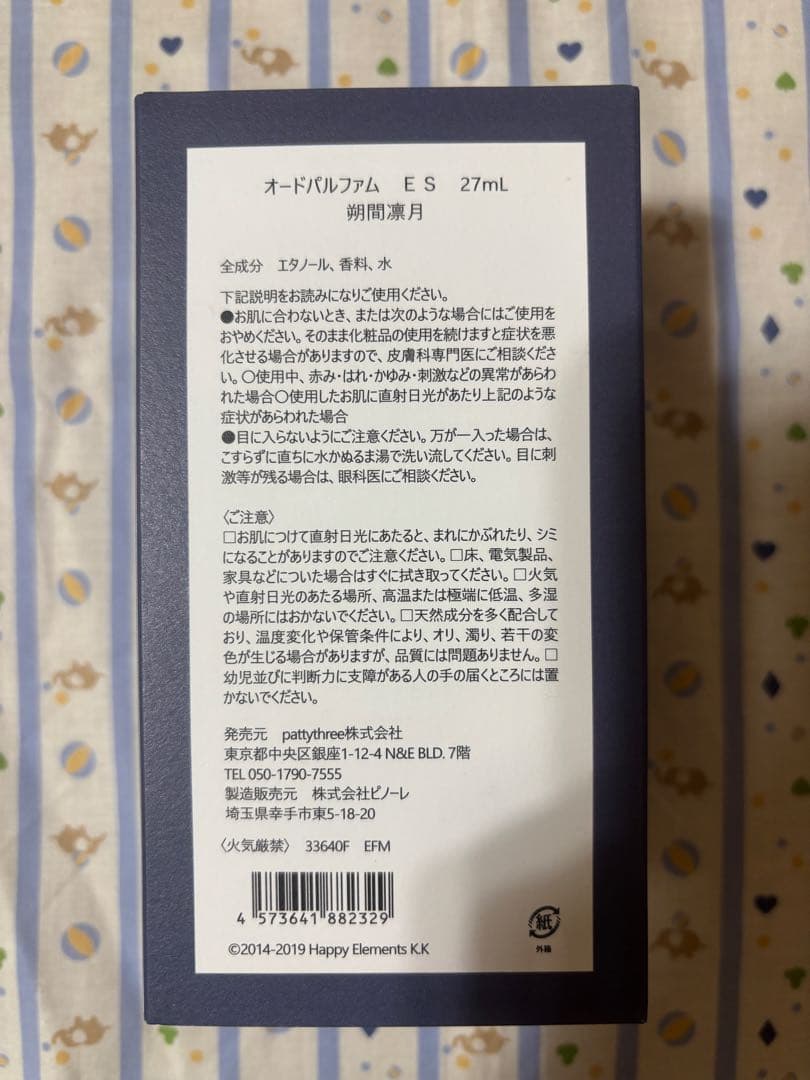 オードパルファム　ＥＳ　27mL
朔間凛月
全成分　エタノール、香料、水
下記説明をお読みになりご使用ください。
●お肌に合わないとき、または次のような場合にはご使用を
おやめください。そのまま化粧品の使用を続けますと症状を悪
化させる場合がありますので、皮膚科専門医にご相談くださ
い。〇使用中、赤み・はれ・かゆみ・刺激などの異常があらわ
れた場合〇使用したお肌に直射日光があたり上記のような
症状があらわれた場合
●目に入らないようにご注意ください。万が一入った場合は、
こすらずに直ちに水かぬるま湯で洗い流してください。目に刺
激等が残る場合は、眼科医にご相談ください。
〈ご注意〉
□お肌につけて直射日光にあたると、まれにかぶれたり、シミ
になることがありますのでご注意ください。□床、電気製品、
家具などについた場合はすぐに拭き取ってください。□火気
や直射日光のあたる場所、高温または極端に低温、多湿
の場所にはおかないでください。□天然成分を多く配合して
おり、温度変化や保管条件により、オリ、濁り、若干の変
色が生じる場合がありますが、品質には問題ありません。□
幼児並びに判断力に支障がある人の手の届くところには置
かないでください。
発売元　pattythree株式会社
東京都中央区銀座1-12-4 N&E BLD. 7階
TEL 050-1790-7555
製造販売元　株式会社ピノーレ
埼玉県幸手市東5-18-20
〈火気厳禁〉　33640F　EFM
4 573641 882329
紙
外箱
©2014-2019 Happy Elements K.K